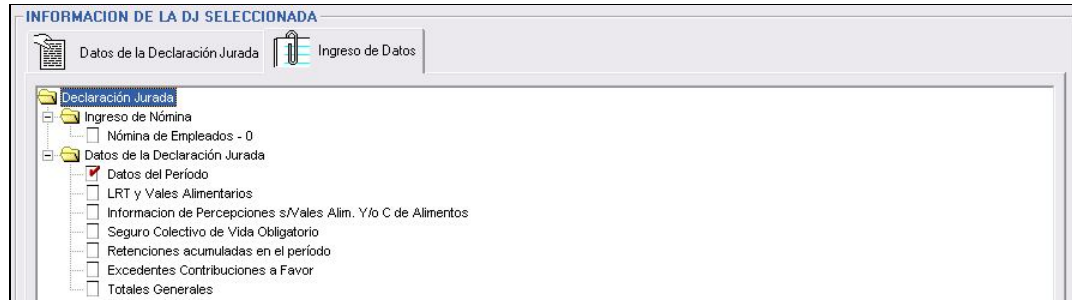 INFORMACION DE LA DJ SELECCIONADA
Datos de la Declaración Jurada
Ingreso de Datos
Declaración Jurada
Ingreso de Nómina
Nómina de Empleados - 0
Datos de la Declaración Jurada
Datos del Período
LRT y Vales Alimentarios
Informacion de Percepciones s/Vales Alim. Y/o C de Alimentos
Seguro Colectivo de Vida Obligatorio
Retenciones acumuladas en el período
Excedentes Contribuciones a Favor
Totales Generales